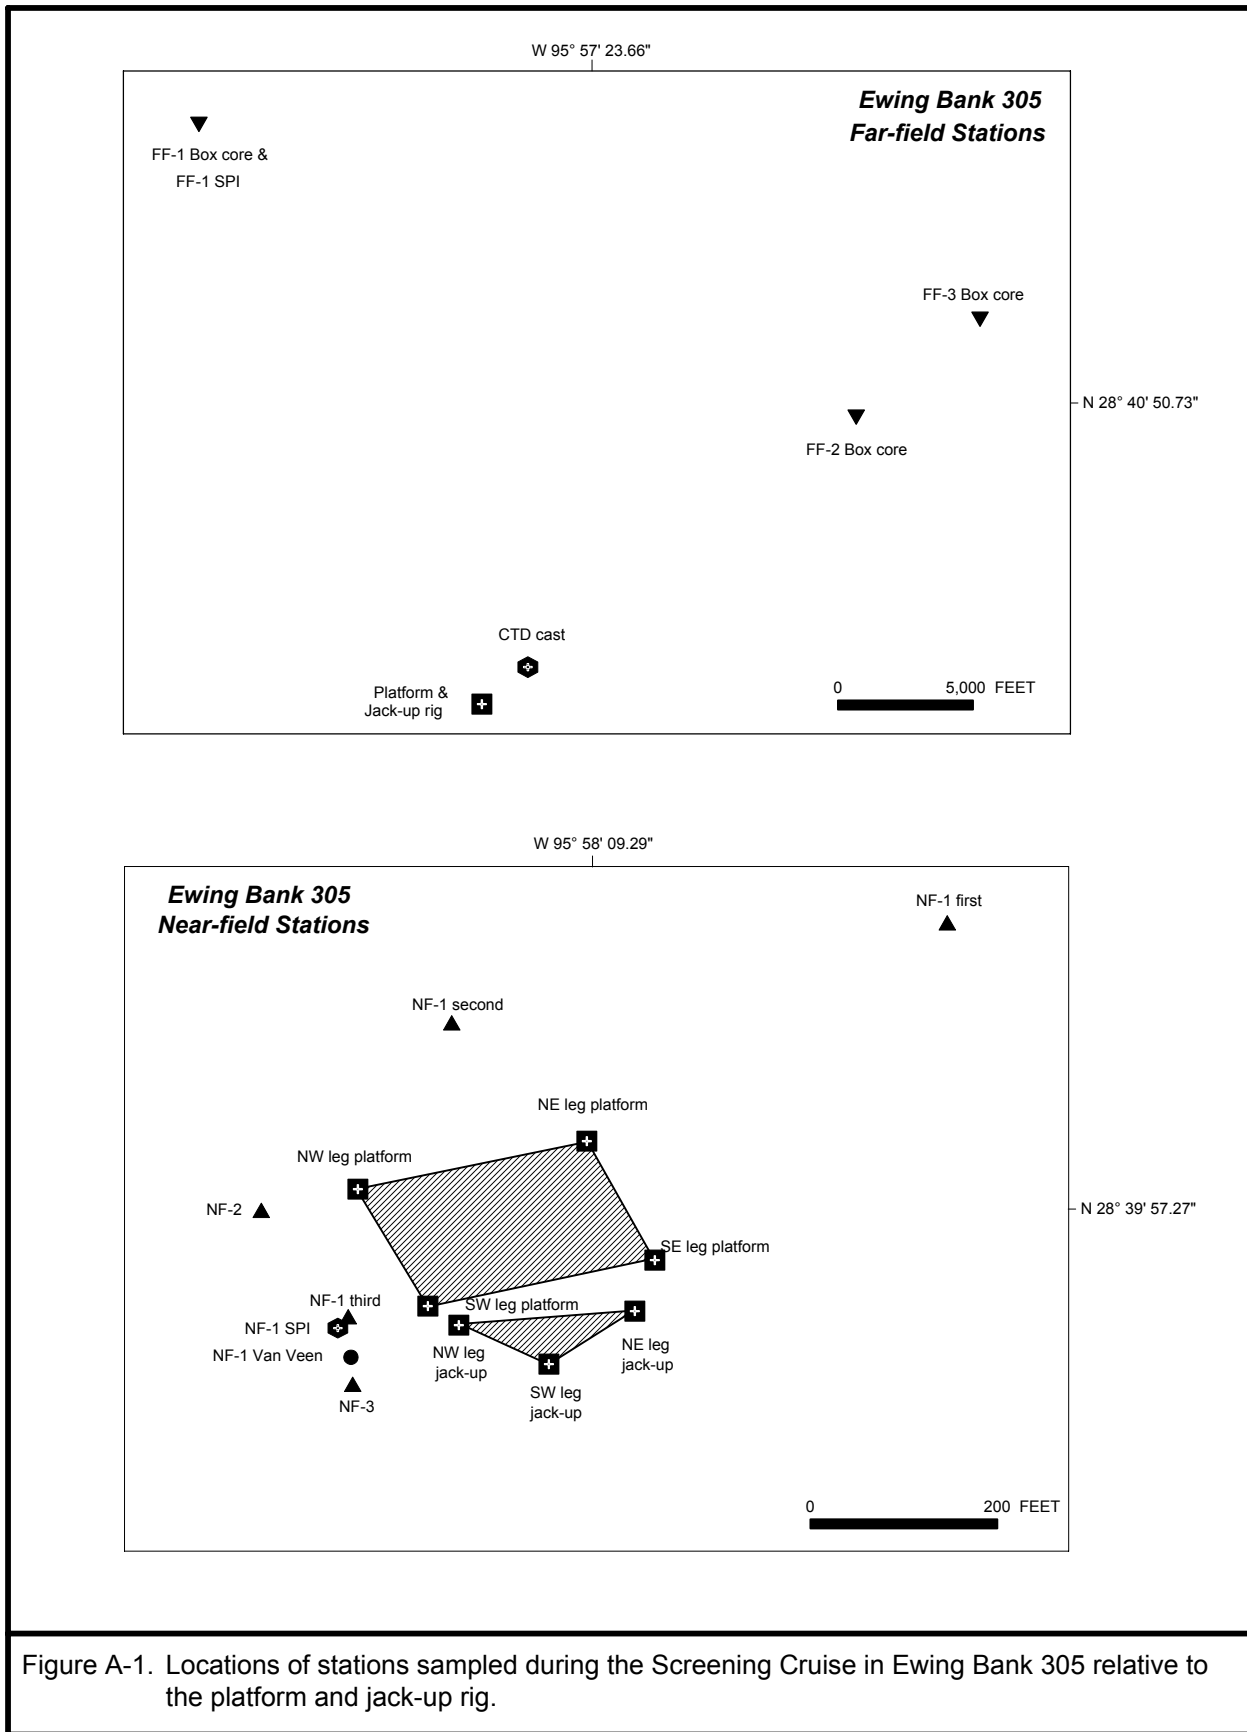 W 95° 57' 23.66"
Ewing Bank 305
Far-field Stations
FF-1 Box core &
FF-1 SPI
FF-3 Box core
N 28° 40' 50.73"
FF-2 Box core
CTD cast
Platform &
Jack-up rig
0 5,000 FEET
W 95° 58' 09.29"
Ewing Bank 305
Near-field Stations
NF-1 first
NF-1 second
NE leg platform
NW leg platform
NF-2
N 28° 39' 57.27"
SE leg platform
NF-1 third
SW leg platform
NF-1 SPI
NF-1 Van Veen
NW leg
jack-up
NE leg
jack-up
SW leg
jack-up
NF-3
0 200 FEET
Figure A-1. Locations of stations sampled during the Screening Cruise in Ewing Bank 305 relative to
the platform and jack-up rig.